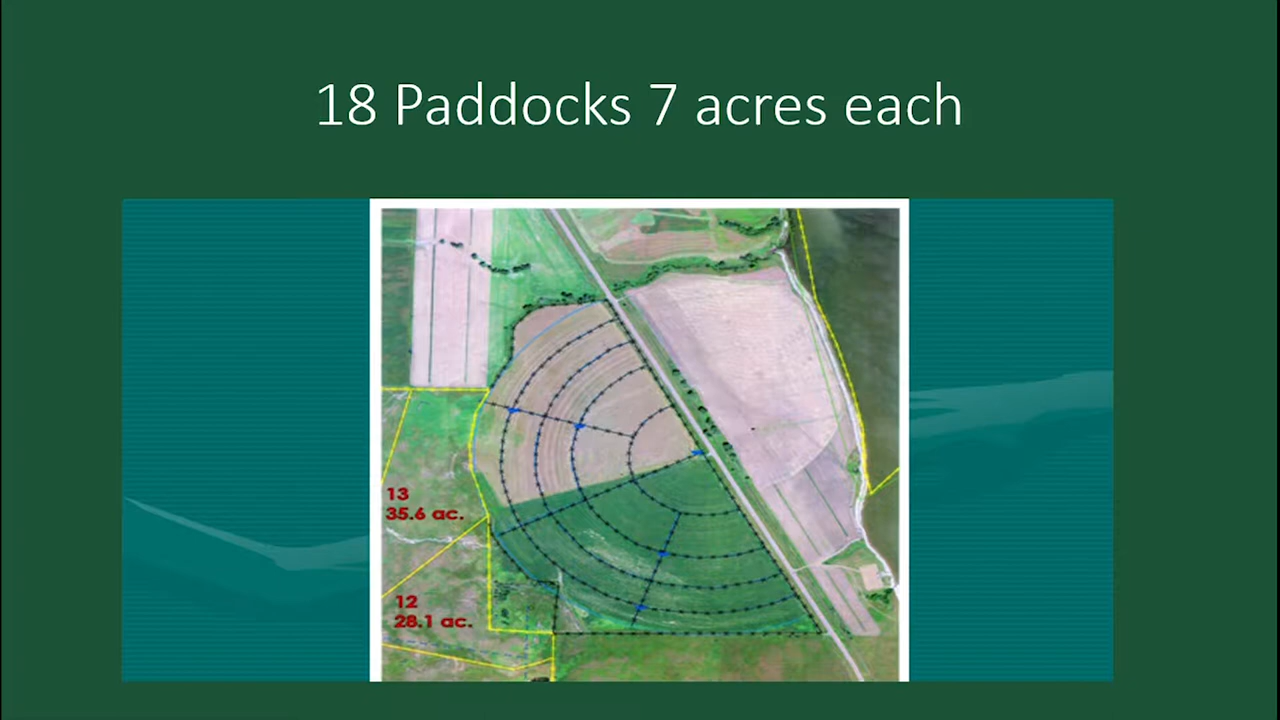 18 Paddocks 7 acres each
13
35.6 ac.
12
28.1 ac.